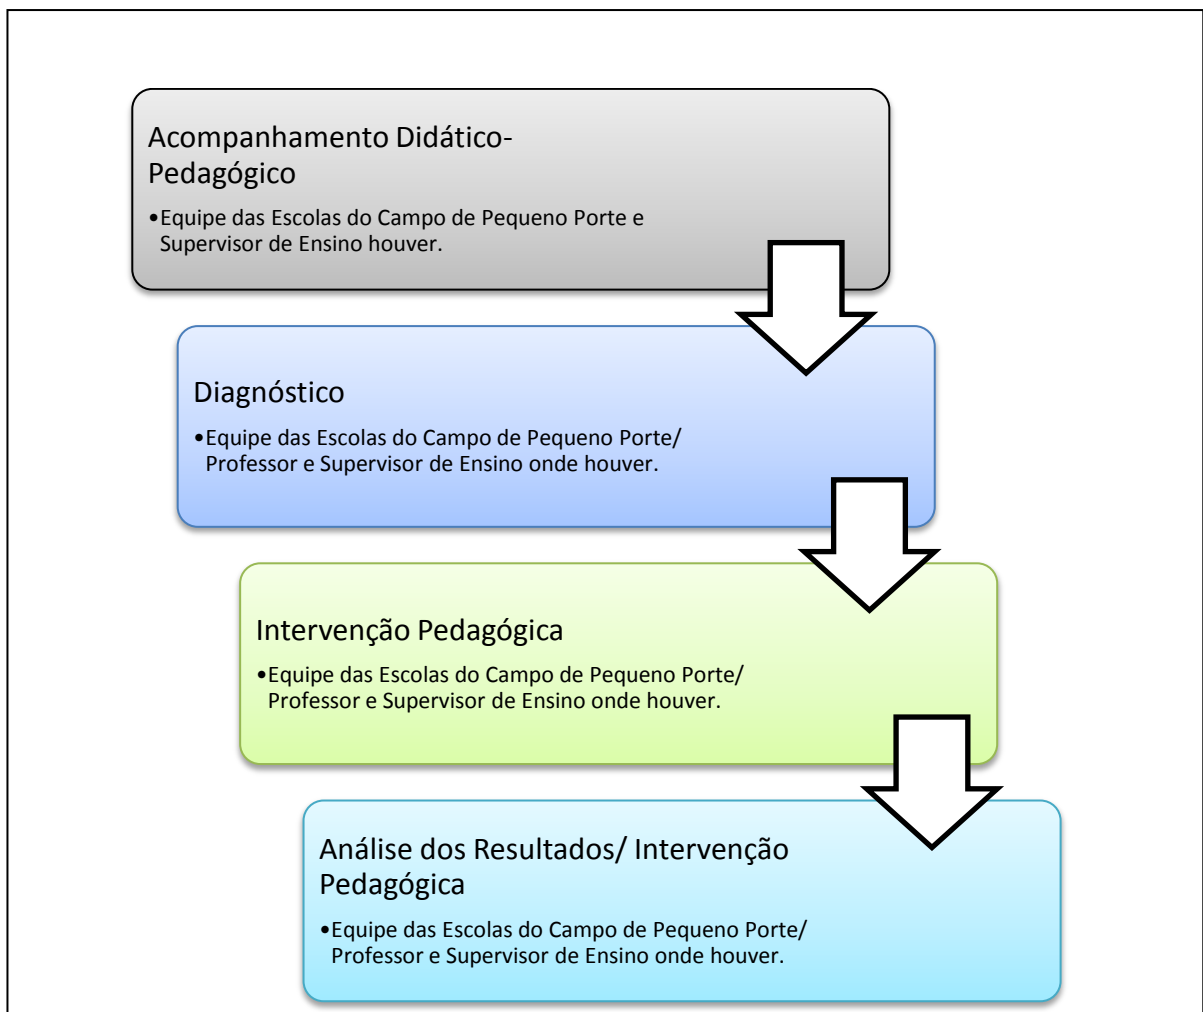 Acompanhamento Didático-
Pedagógico
•Equipe das Escolas do Campo de Pequeno Porte e
Supervisor de Ensino houver.
Diagnóstico
•Equipe das Escolas do Campo de Pequeno Porte/
Professor e Supervisor de Ensino onde houver.
Intervenção Pedagógica
•Equipe das Escolas do Campo de Pequeno Porte/
Professor e Supervisor de Ensino onde houver.
Análise dos Resultados/ Intervenção
Pedagógica
•Equipe das Escolas do Campo de Pequeno Porte/
Professor e Supervisor de Ensino onde houver.